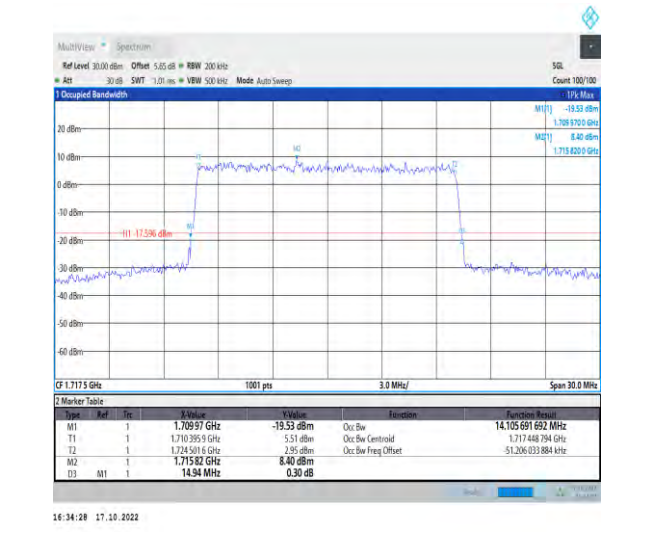 MultiView Spectrum
Ref Level 30.00 dBm Offset 5.65 dB RBW 200 kHz SGL
Att 30 dB SWT 1.01 ms VBW 500 kHz Mode Auto Sweep Count 100/100
1 Occupied Bandwidth 1Pk Max
M1[1] -19.53 dBm
1.709 970 0 GHz
M2[1] 8.40 dBm
1.715 820 0 GHz
20 dBm
10 dBm
T1 M2 T2
0 dBm
-10 dBm
H1 -17.596 dBm
-20 dBm
-30 dBm
-40 dBm
-50 dBm
-60 dBm
CF 1.717 5 GHz 1001 pts 3.0 MHz/ Span 30.0 MHz
2 Marker Table
Type Ref Trc X-Value Y-Value Function Function Result
M1 1 1.709 97 GHz -19.53 dBm Occ Bw 14.105 691 692 MHz
T1 1 1.710 395 9 GHz 5.51 dBm Occ Bw Centroid 1.717 448 794 GHz
T2 1 1.724 501 6 GHz 2.95 dBm Occ Bw Freq Offset -51.206 033 884 kHz
M2 1 1.715 82 GHz 8.40 dBm
D3 M1 1 14.94 MHz 0.30 dB
16:34:28 17.10.2022